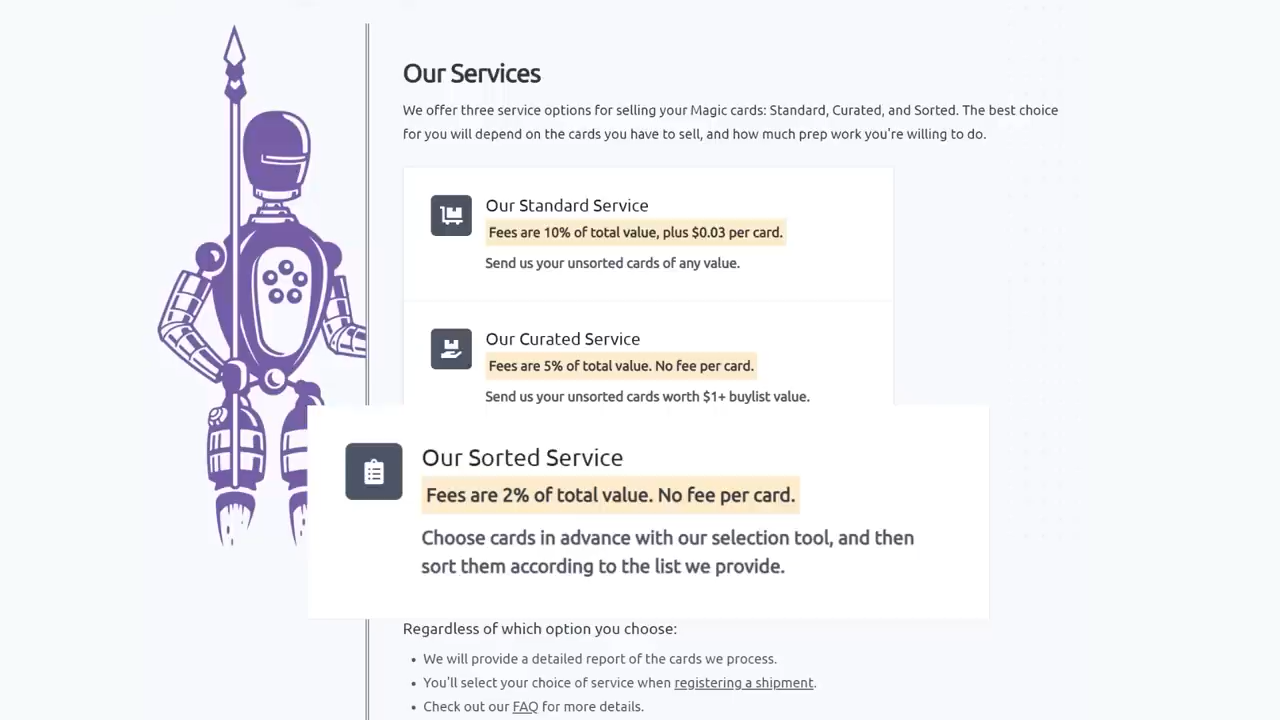 Our Services
We offer three service options for selling your Magic cards: Standard, Curated, and Sorted. The best choice
for you will depend on the cards you have to sell, and how much prep work you're willing to do.
Our Standard Service
Fees are 10% of total value, plus $0.03 per card.
Send us your unsorted cards of any value.
Our Curated Service
Fees are 5% of total value. No fee per card.
Send us your unsorted cards worth $1+ buylist value.
Our Sorted Service
Fees are 2% of total value. No fee per card.
Choose cards in advance with our selection tool, and then
sort them according to the list we provide.
Regardless of which option you choose:
• We will provide a detailed report of the cards we process.
• You'll select your choice of service when registering a shipment.
• Check out our FAQ for more details.